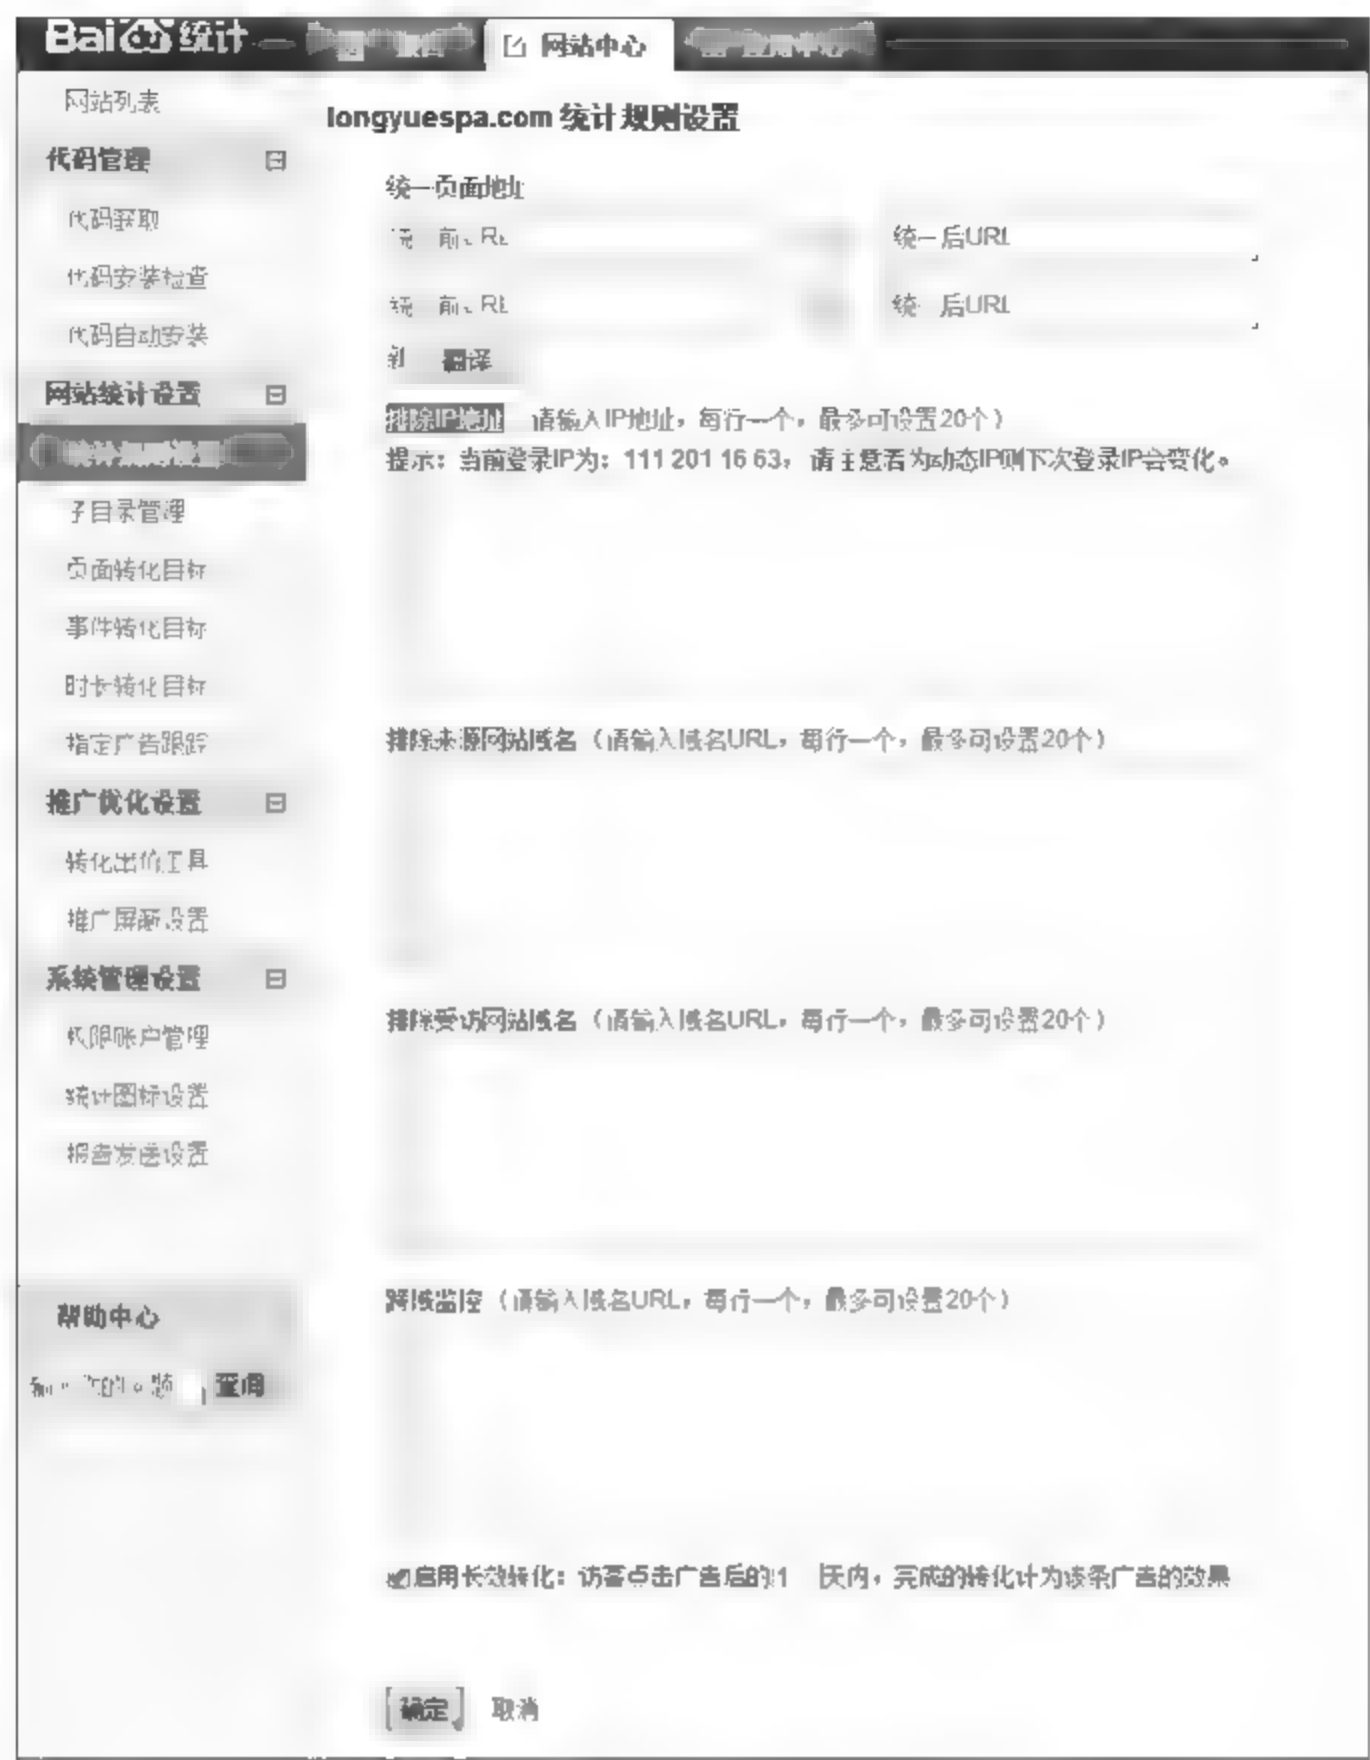 Bai 统计
网站中心
网站列表
longyuespa.com 统计规则设置
代码管理
统一页面地址
代码获取
统一后URL
代码安装检查
统一后URL
代码自动安装
翻译
网站统计设置
排除IP地址 请输入IP地址，每行一个，最多可设置20个）
提示：当前登录IP为：111 201 16 63，请注意若为动态IP则下次登录IP会变化。
子目录管理
页面转化目标
事件转化目标
时长转化目标
指定广告跟踪
排除来源网站域名（请输入域名URL，每行一个，最多可设置20个）
推广优化设置
转化出价工具
推广屏蔽设置
系统管理设置
排除受访网站域名（请输入域名URL，每行一个，最多可设置20个）
权限账户管理
统计图标设置
报告发送设置
跨域监控（请输入域名URL，每行一个，最多可设置20个）
帮助中心
查询
启用长效转化：访客点击广告后的 1 天内，完成的转化计为该条广告的效果
确定 取消